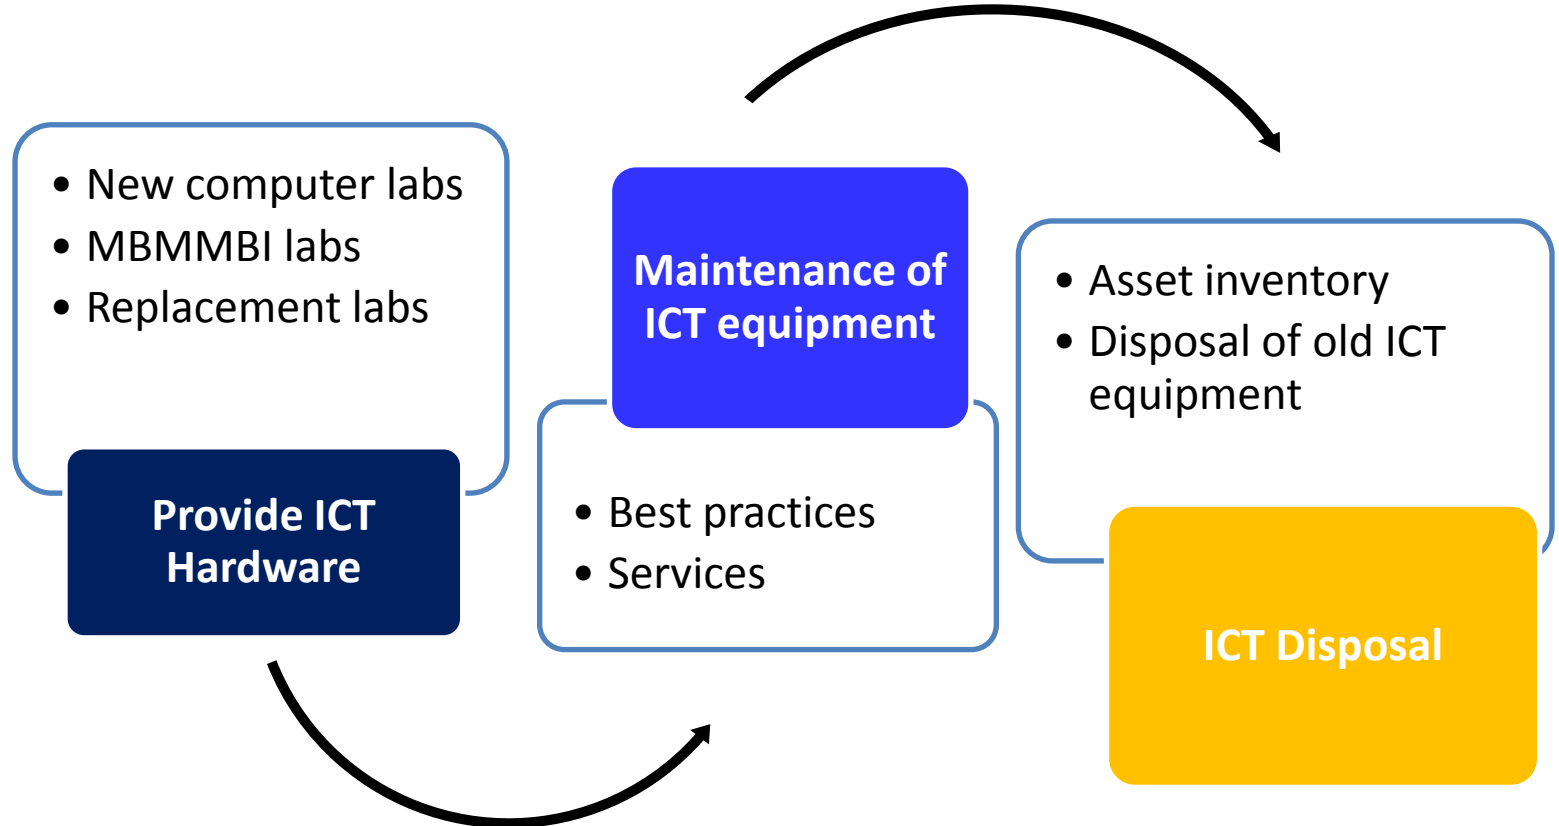 • New computer labs
• MBMMBI labs
• Replacement labs
Provide ICT
Hardware
Maintenance of
ICT equipment
• Best practices
• Services
• Asset inventory
• Disposal of old ICT
equipment
ICT Disposal